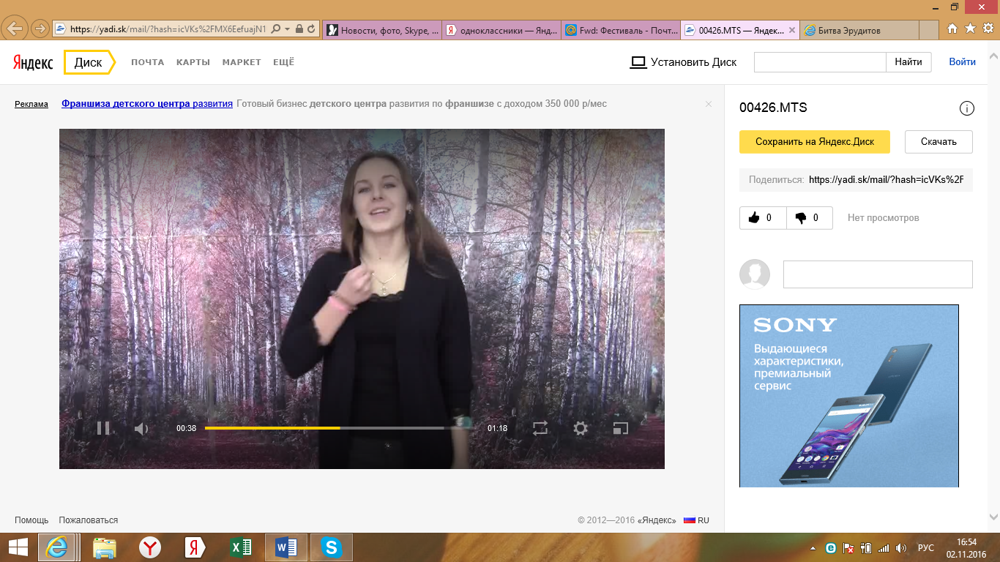 https://yadi.sk/mail/?hash=icVKs%2FMX6EefuajN1
Новости, фото, Skype, ...
одноклассники — Янд...
Fwd: Фестиваль - Почт...
00426.MTS — Яндек...
Битва Эрудитов
Яндекс
Диск
ПОЧТА
КАРТЫ
МАРКЕТ
ЕЩЁ
Установить Диск
Найти
Войти
Реклама
Франшиза детского центра развития Готовый бизнес детского центра развития по франшизе с доходом 350 000 р/мес
00426.MTS
Сохранить на Яндекс.Диск
Скачать
Поделиться: https://yadi.sk/mail/?hash=icVKs%2F
0
0
Нет просмотров
SONY
Выдающиеся
характеристики,
премиальный
сервис
00:38
01:18
Помощь
Пожаловаться
© 2012—2016 «Яндекс»
RU
РУС
16:54
02.11.2016